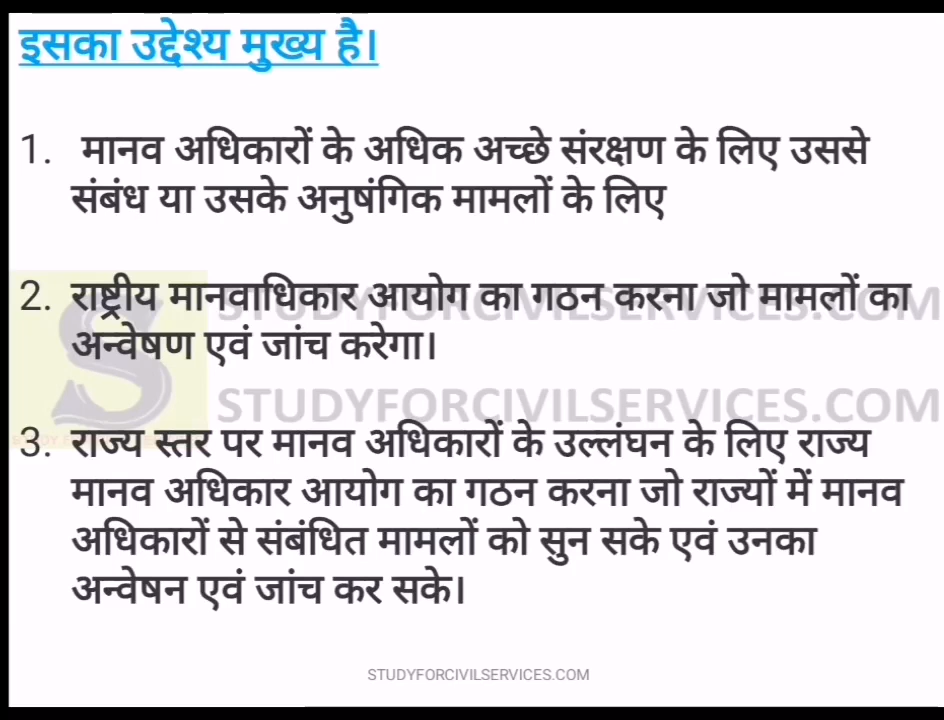 इसका उद्देश्य मुख्य है।
1. मानव अधिकारों के अधिक अच्छे संरक्षण के लिए उससे
संबंध या उसके अनुषंगिक मामलों के लिए
2. राष्ट्रीय मानवाधिकार आयोग का गठन करना जो मामलों का
STUDYFORCIVILSERVICES.COM
अन्वेषण एवं जांच करेगा।
STUDYFORCIVILSERVICES.COM
3. राज्य स्तर पर मानव अधिकारों के उल्लंघन के लिए राज्य
मानव अधिकार आयोग का गठन करना जो राज्यों में मानव
अधिकारों से संबंधित मामलों को सुन सके एवं उनका
अन्वेषन एवं जांच कर सके।
STUDYFORCIVILSERVICES.COM